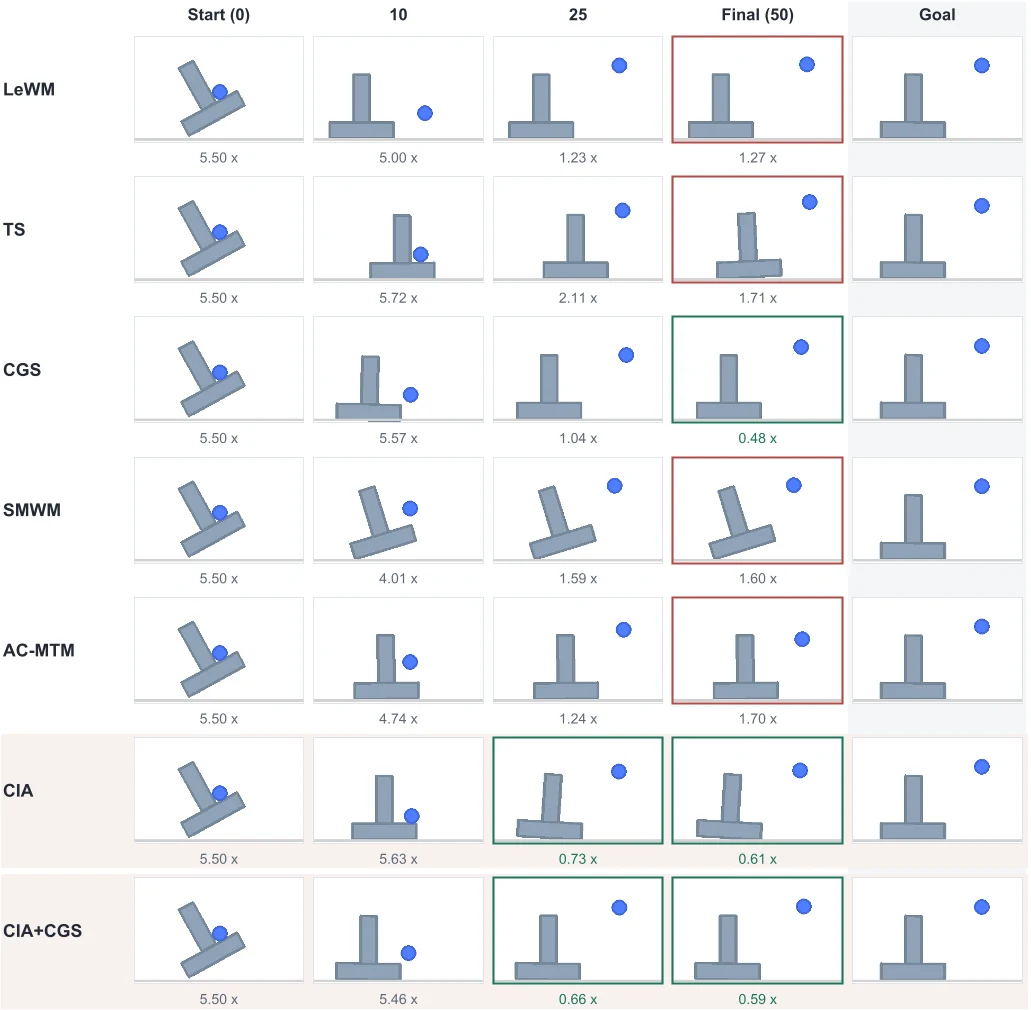 Start (0) 10 25 Final (50) Goal
LeWM
5.50 x 5.00 x 1.23 x 1.27 x
TS
5.50 x 5.72 x 2.11 x 1.71 x
CGS
5.50 x 5.57 x 1.04 x 0.48 x
SMWM
5.50 x 4.01 x 1.59 x 1.60 x
AC-MTM
5.50 x 4.74 x 1.24 x 1.70 x
CIA
5.50 x 5.63 x 0.73 x 0.61 x
CIA+CGS
5.50 x 5.46 x 0.66 x 0.59 x